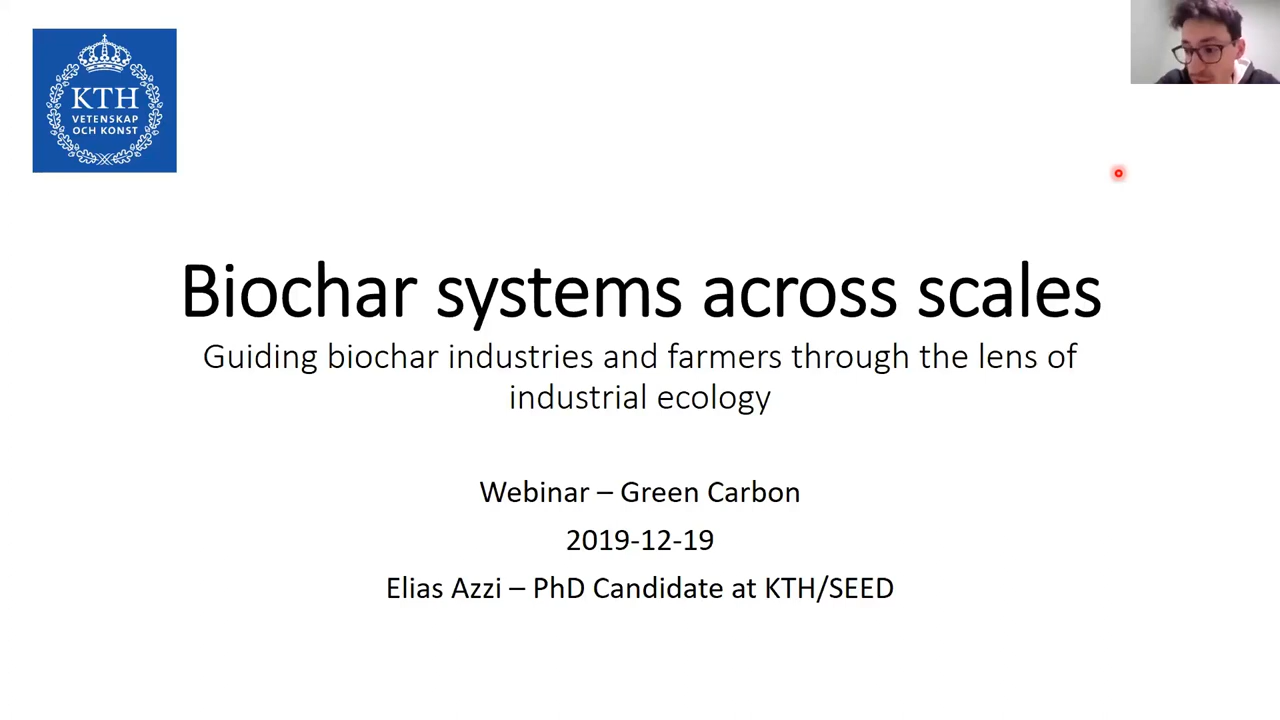 KTH
VETENSKAP
OCH KONST
Biochar systems across scales
Guiding biochar industries and farmers through the lens of
industrial ecology
Webinar – Green Carbon
2019-12-19
Elias Azzi – PhD Candidate at KTH/SEED